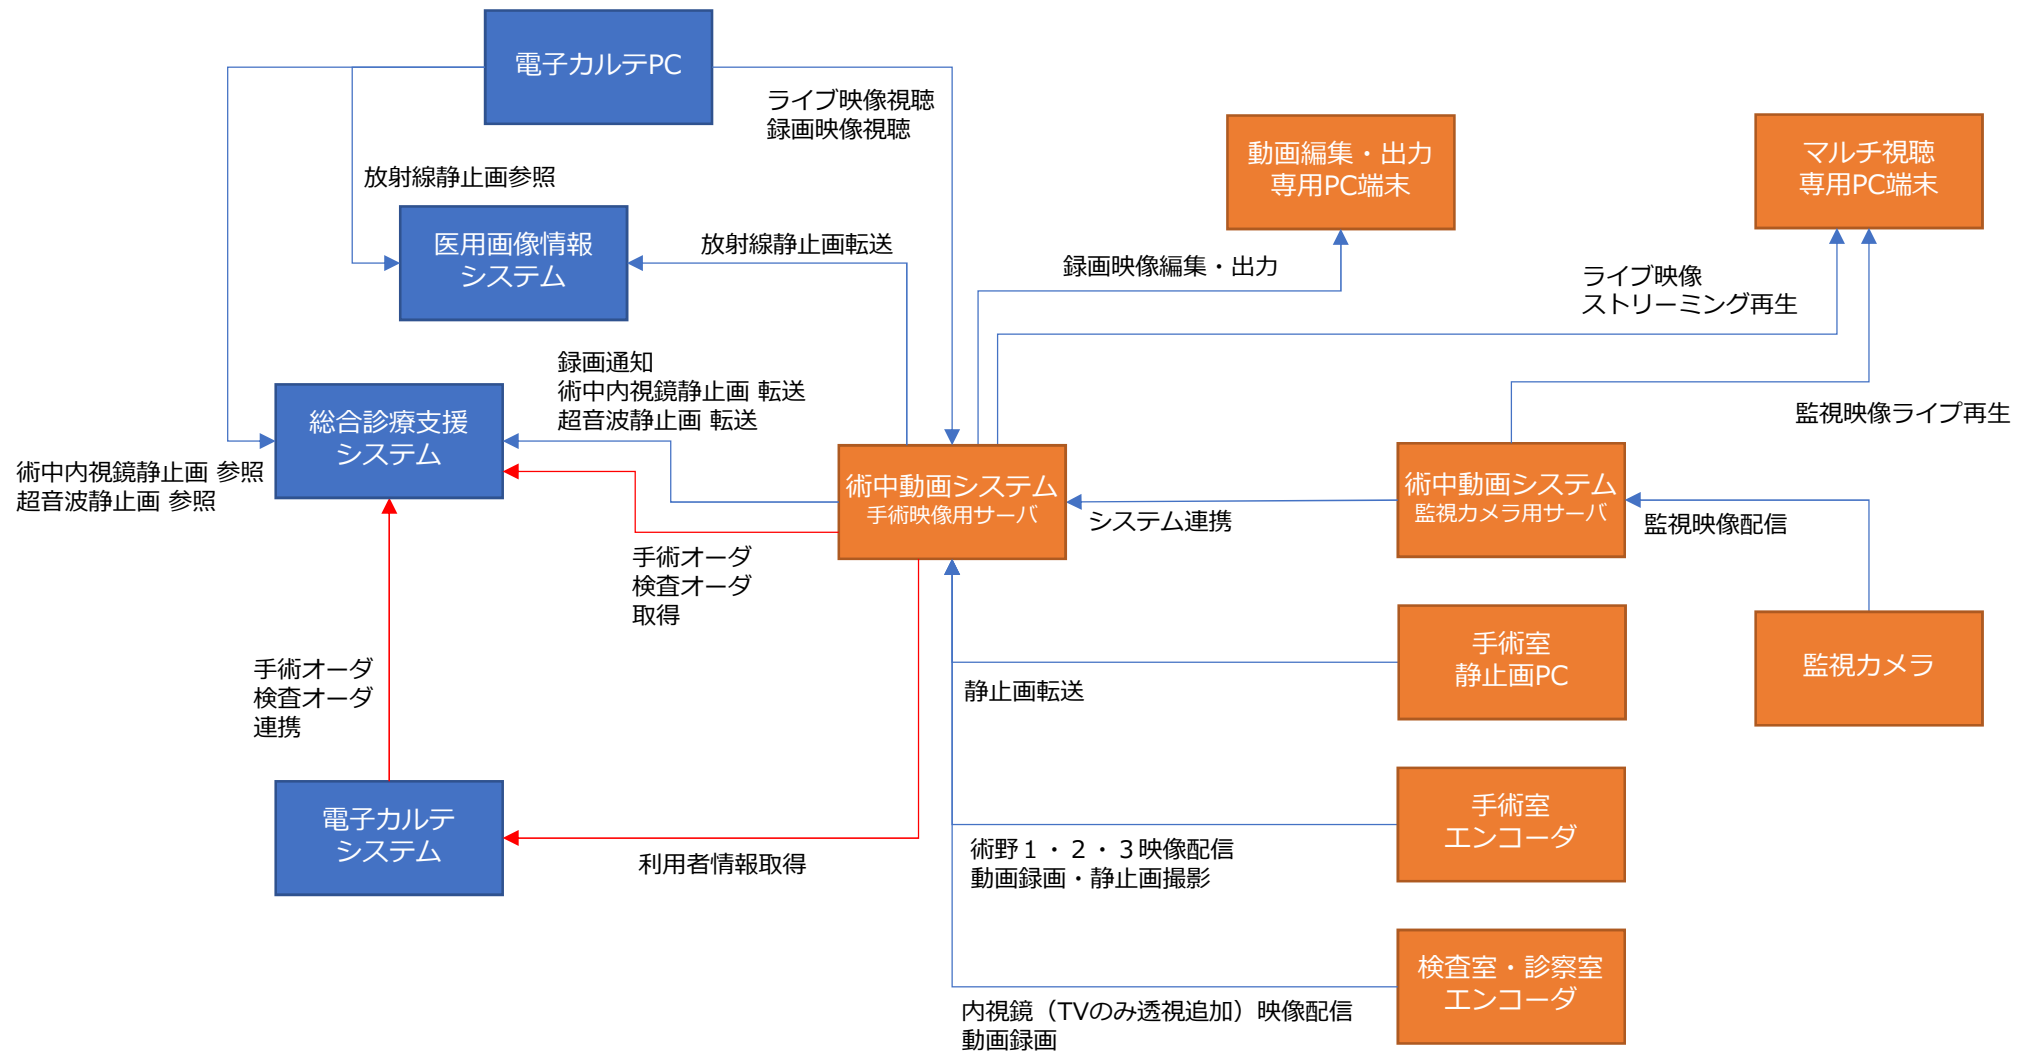 電子カルテPC
ライブ映像視聴
録画映像視聴
動画編集・出力
専用PC端末
マルチ視聴
専用PC端末
放射線静止画参照
医用画像情報
システム
放射線静止画転送
録画映像編集・出力
ライブ映像
ストリーミング再生
録画通知
術中内視鏡静止画 転送
超音波静止画 転送
総合診療支援
システム
監視映像ライブ再生
術中内視鏡静止画 参照
超音波静止画 参照
術中動画システム
手術映像用サーバ
システム連携
術中動画システム
監視カメラ用サーバ
監視映像配信
手術オーダ
検査オーダ
取得
手術室
静止画PC
監視カメラ
手術オーダ
検査オーダ
連携
静止画転送
電子カルテ
システム
利用者情報取得
手術室
エンコーダ
術野１・２・３映像配信
動画録画・静止画撮影
検査室・診察室
エンコーダ
内視鏡（TVのみ透視追加）映像配信
動画録画